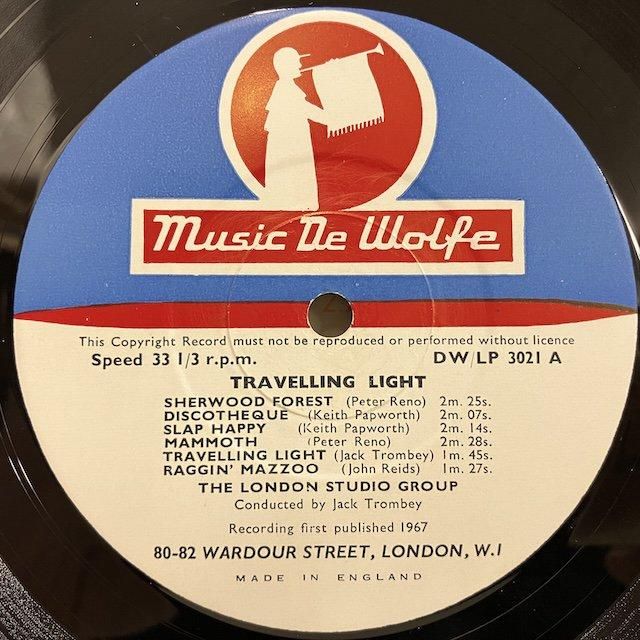 Music De Wolfe
This Copyright Record must not be reproduced or performed without licence
Speed 33 1/3 r.p.m. DW/LP 3021 A
TRAVELLING LIGHT
SHERWOOD FOREST (Peter Reno) 2m. 25s.
DISCOTHEQUE (Keith Papworth) 2m. 07s.
SLAP HAPPY (Keith Papworth) 2m. 14s.
MAMMOTH (Peter Reno) 2m. 28s.
TRAVELLING LIGHT (Jack Trombey) 1m. 45s.
RAGGIN' MAZZOO (John Reids) 1m. 27s.
THE LONDON STUDIO GROUP
Conducted by Jack Trombey
Recording first published 1967
80-82 WARDOUR STREET, LONDON, W.1
MADE IN ENGLAND